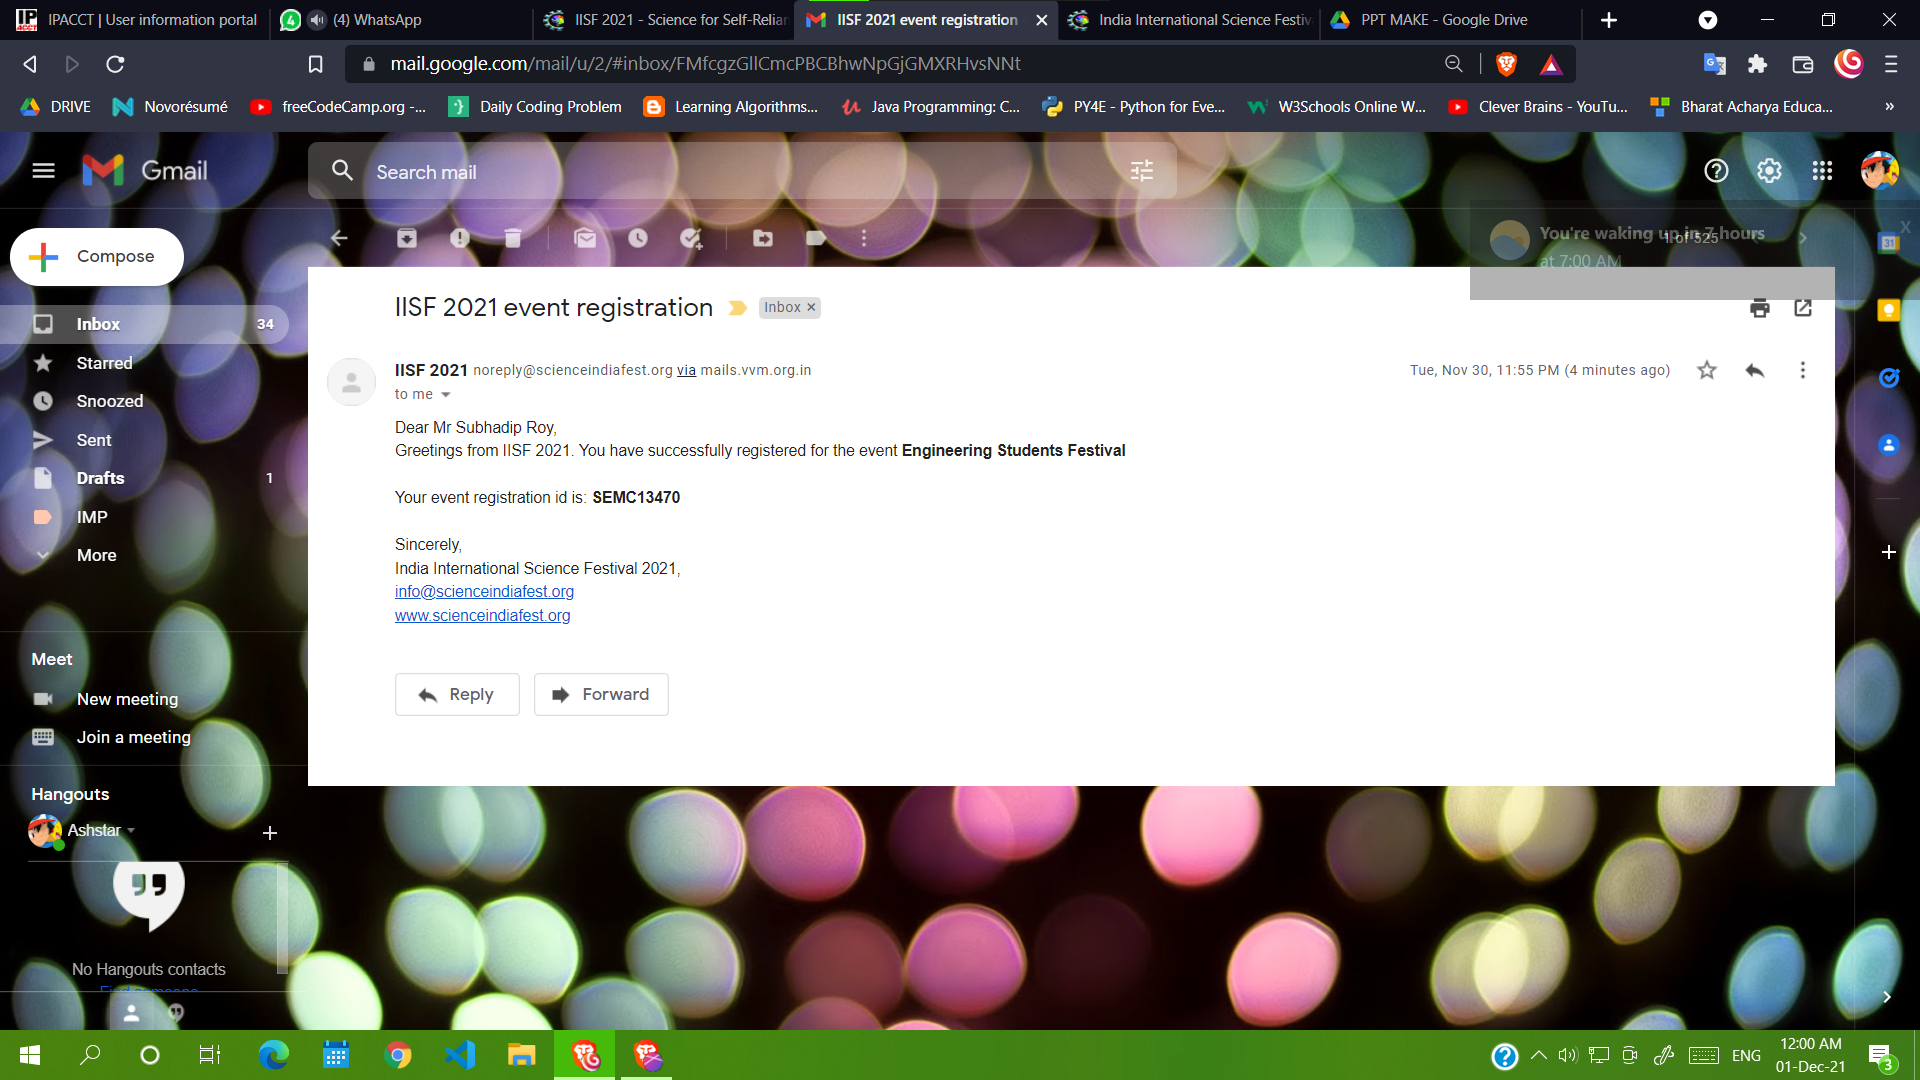 IPACCT | User information portal
(4) WhatsApp
IISF 2021 - Science for Self-Relian
IISF 2021 event registration
India International Science Festiv
PPT MAKE - Google Drive
mail.google.com/mail/u/2/#inbox/FMfcgzGllCmcPBCBhwNpGjGMXRHvsNNt
DRIVE
Novorésumé
freeCodeCamp.org -...
Daily Coding Problem
Learning Algorithms...
Java Programming: C...
PY4E - Python for Eve...
W3Schools Online W...
Clever Brains - YouTu...
Bharat Acharya Educa...
»
Gmail
Search mail
Compose
You're waking up in 7 hours
at 7:00 AM
1 of 525
X
31
Inbox 34
Starred
Snoozed
Sent
Drafts 1
IMP
More
IISF 2021 event registration
Inbox ×
IISF 2021 noreply@scienceindiafest.org via mails.vvm.org.in
Tue, Nov 30, 11:55 PM (4 minutes ago)
to me
Dear Mr Subhadip Roy,
Greetings from IISF 2021. You have successfully registered for the event Engineering Students Festival
Your event registration id is: SEMC13470
Sincerely,
India International Science Festival 2021,
info@scienceindiafest.org
www.scienceindiafest.org
Reply
Forward
Meet
New meeting
Join a meeting
Hangouts
Ashstar
No Hangouts contacts
Find someone
ENG
12:00 AM
01-Dec-21
3